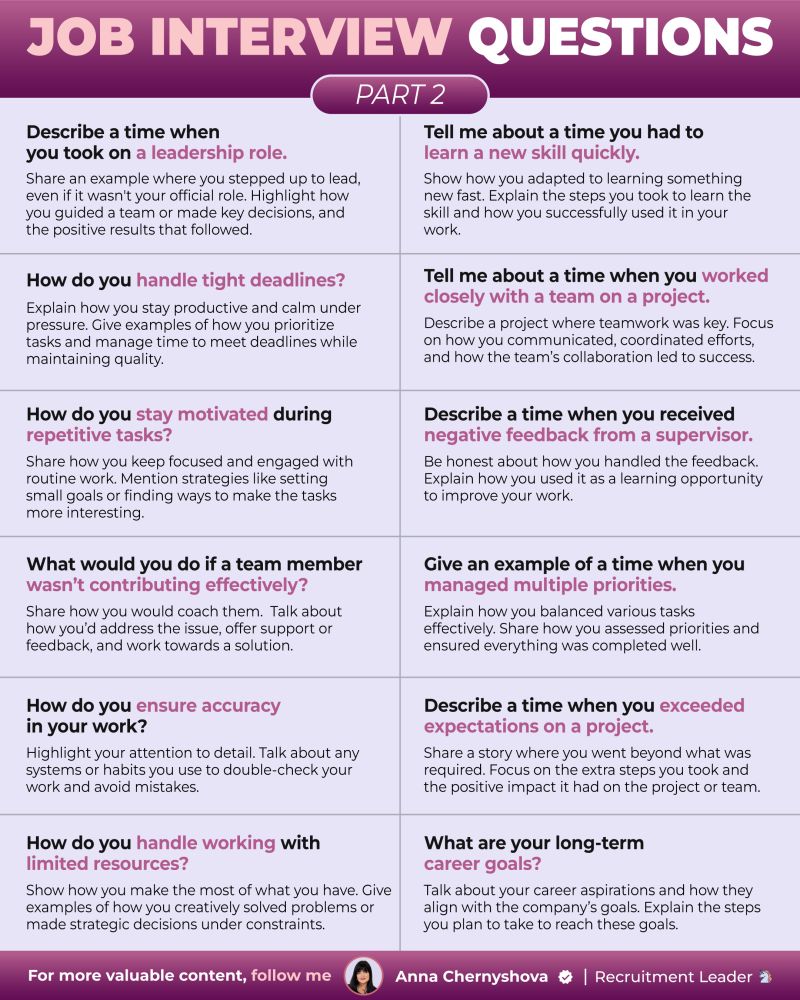 JOB INTERVIEW QUESTIONS
PART 2
Describe a time when
you took on a leadership role.
Share an example where you stepped up to lead,
even if it wasn't your official role. Highlight how
you guided a team or made key decisions, and
the positive results that followed.
Tell me about a time you had to
learn a new skill quickly.
Show how you adapted to learning something
new fast. Explain the steps you took to learn the
skill and how you successfully used it in your
work.
How do you handle tight deadlines?
Explain how you stay productive and calm under
pressure. Give examples of how you prioritize
tasks and manage time to meet deadlines while
maintaining quality.
Tell me about a time when you worked
closely with a team on a project.
Describe a project where teamwork was key. Focus
on how you communicated, coordinated efforts,
and how the team's collaboration led to success.
How do you stay motivated during
repetitive tasks?
Share how you keep focused and engaged with
routine work. Mention strategies like setting
small goals or finding ways to make the tasks
more interesting.
Describe a time when you received
negative feedback from a supervisor.
Be honest about how you handled the feedback.
Explain how you used it as a learning opportunity
to improve your work.
What would you do if a team member
wasn't contributing effectively?
Share how you would coach them. Talk about
how you'd address the issue, offer support or
feedback, and work towards a solution.
Give an example of a time when you
managed multiple priorities.
Explain how you balanced various tasks
effectively. Share how you assessed priorities and
ensured everything was completed well.
How do you ensure accuracy
in your work?
Highlight your attention to detail. Talk about any
systems or habits you use to double-check your
work and avoid mistakes.
Describe a time when you exceeded
expectations on a project.
Share a story where you went beyond what was
required. Focus on the extra steps you took and
the positive impact it had on the project or team.
How do you handle working with
limited resources?
Show how you make the most of what you have. Give
examples of how you creatively solved problems or
made strategic decisions under constraints.
What are your long-term
career goals?
Talk about your career aspirations and how they
align with the company's goals. Explain the steps
you plan to take to reach these goals.
For more valuable content, follow me Anna Chernyshova | Recruitment Leader